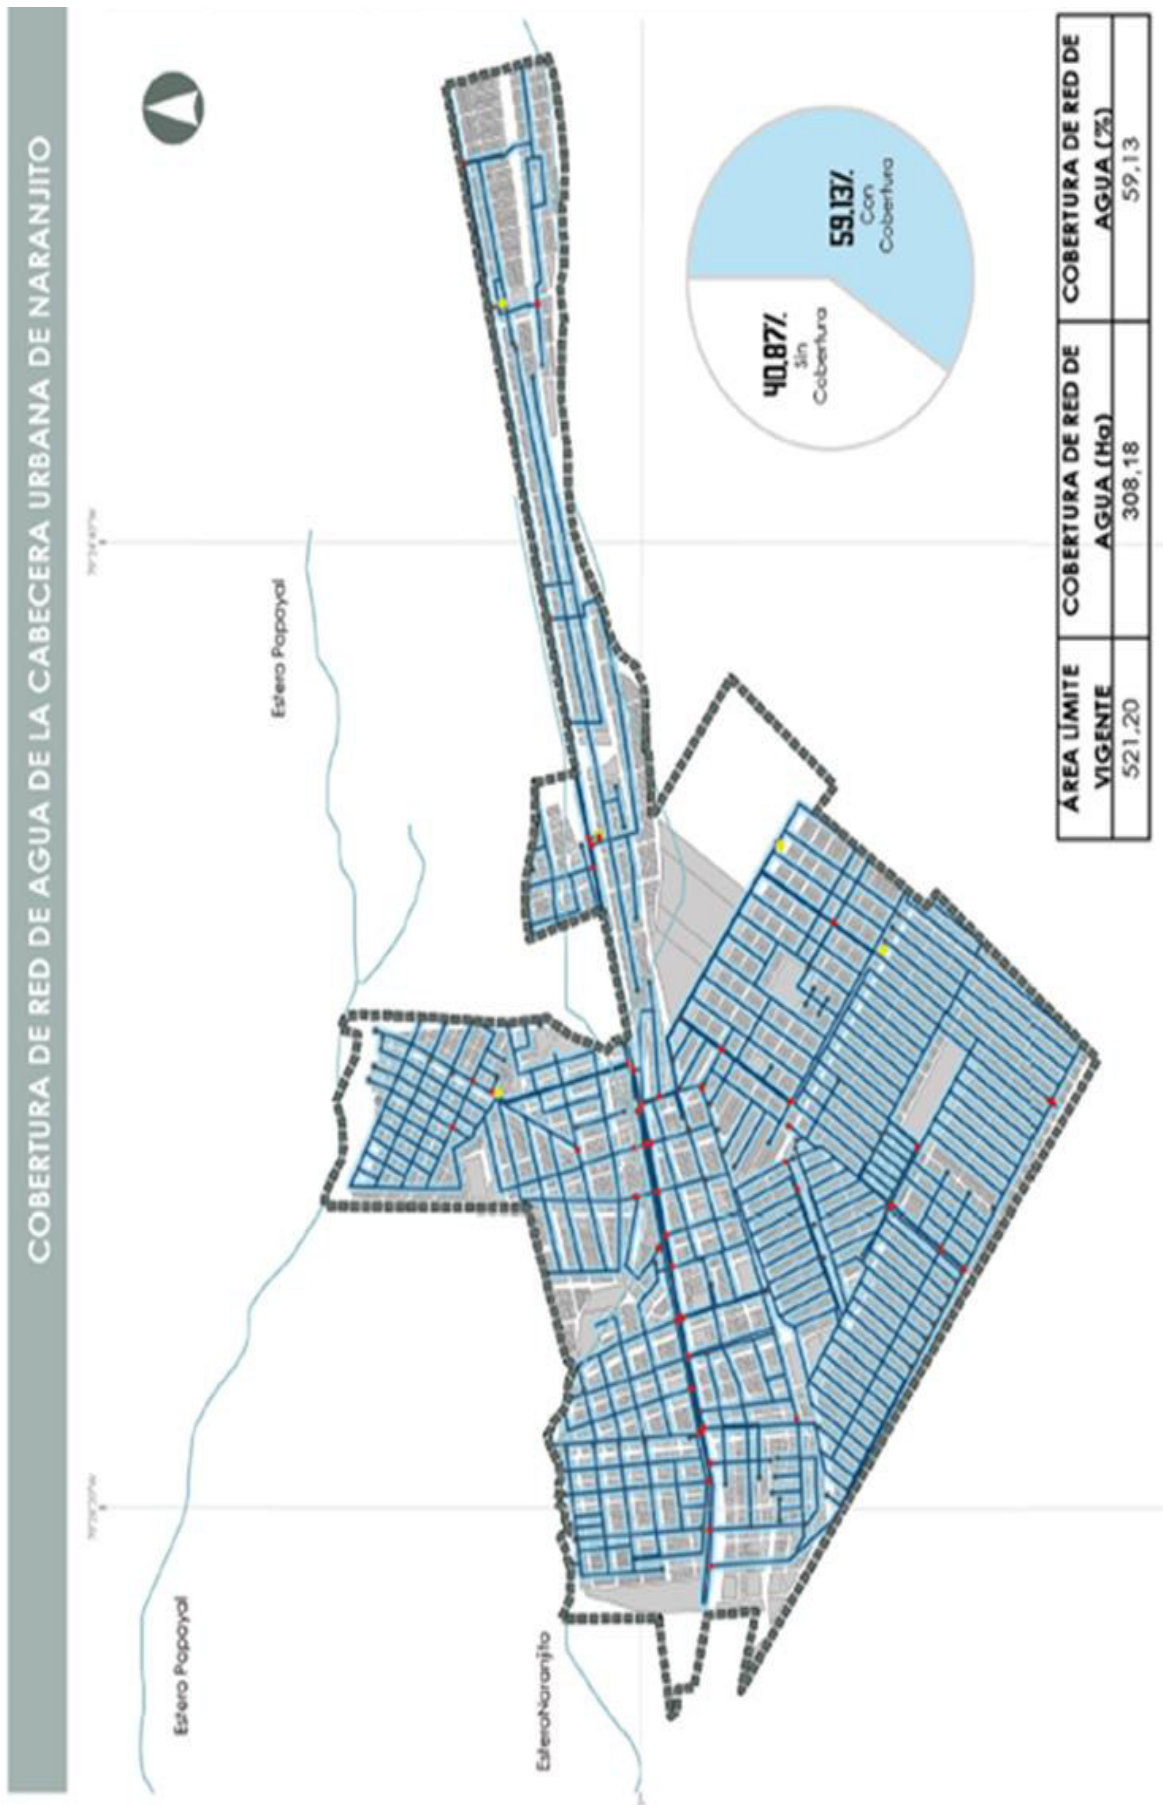 COBERTURA DE RED DE AGUA DE LA CABECERA URBANA DE NARANJITO
Estero Papayal
Estero Papayal
EsteroNaranjito
40.87%
Sin
Cobertura
59.13%
Con
Cobertura
ÁREA LÍMITE
VIGENTE
COBERTURA DE RED DE
AGUA (Ha)
COBERTURA DE RED DE
AGUA (%)
521,20
308,18
59,13